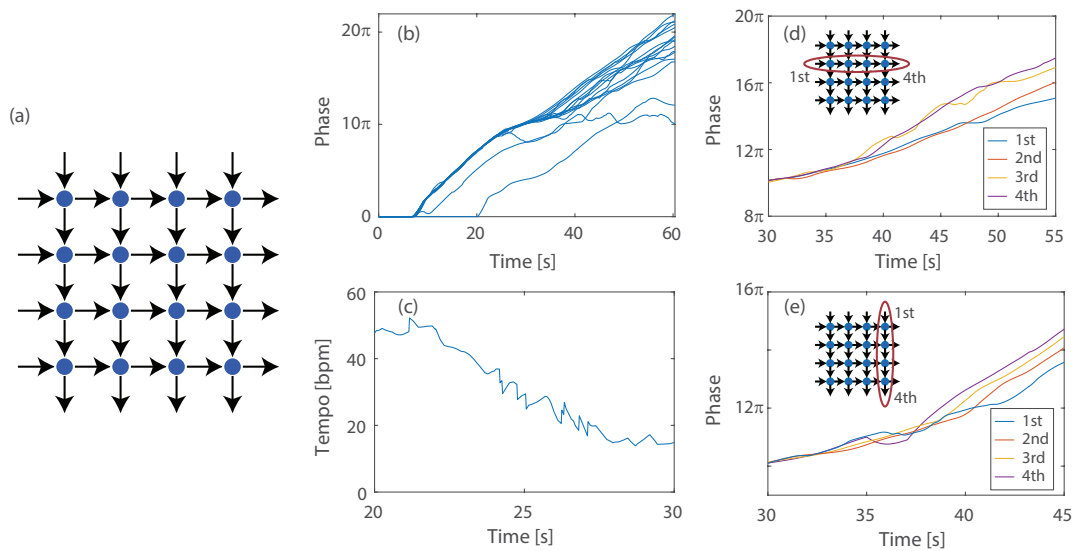 (a)
(b)
20π
10π
0
Phase
0 20 40 60
Time [s]
(c)
60
40
20
0
Tempo [bpm]
20 25 30
Time [s]
(d)
20π
16π
12π
8π
Phase
1st
4th
1st
2nd
3rd
4th
30 35 40 45 50 55
Time [s]
(e)
16π
12π
Phase
1st
4th
1st
2nd
3rd
4th
30 35 40 45
Time [s]